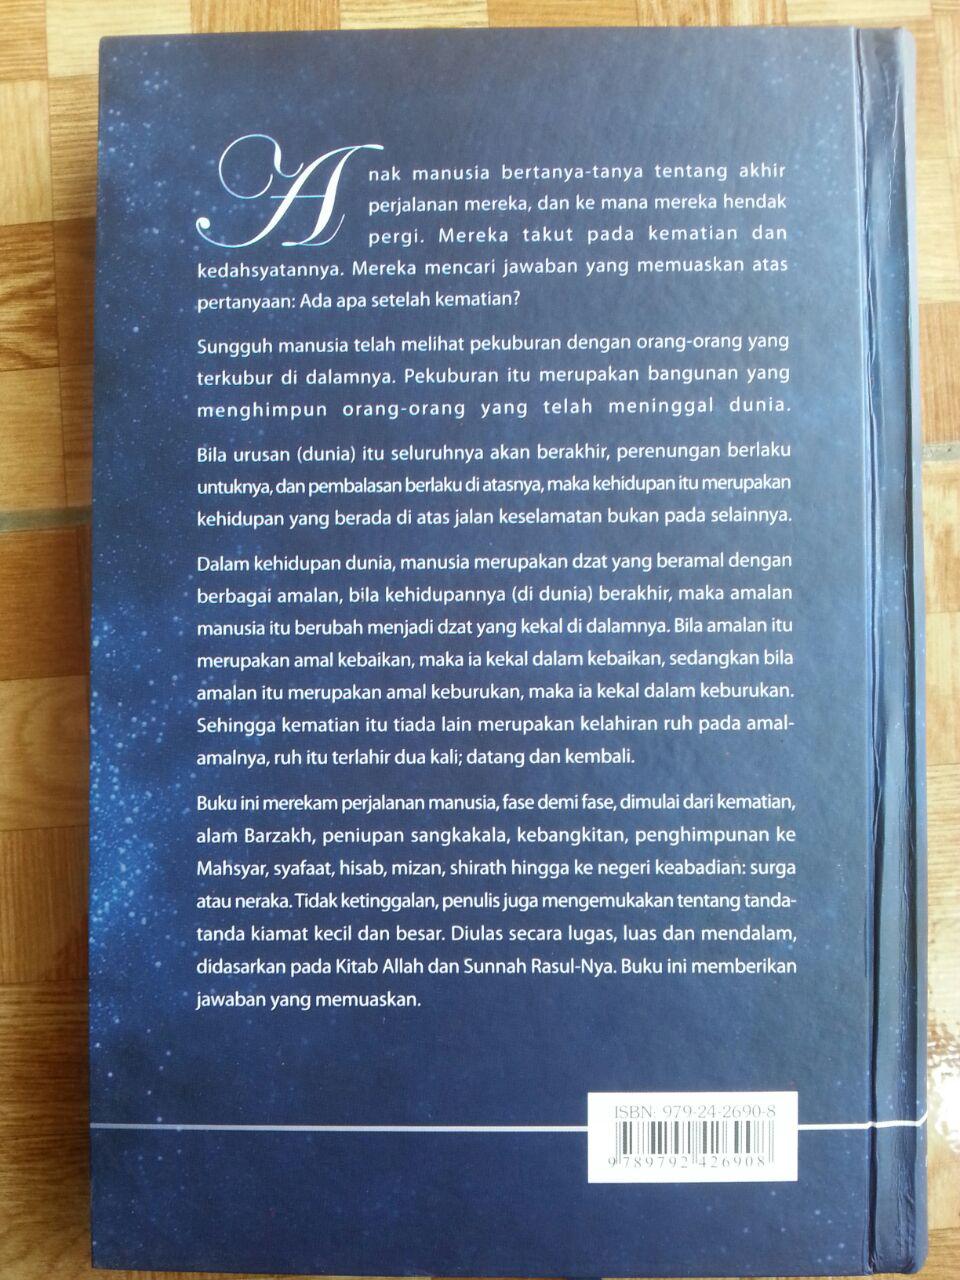 Anak manusia bertanya-tanya tentang akhir
perjalanan mereka, dan ke mana mereka hendak
pergi. Mereka takut pada kematian dan
kedahsyatannya. Mereka mencari jawaban yang memuaskan atas
pertanyaan: Ada apa setelah kematian?
Sungguh manusia telah melihat pekuburan dengan orang-orang yang
terkubur di dalamnya. Pekuburan itu merupakan bangunan yang
menghimpun orang-orang yang telah meninggal dunia.
Bila urusan (dunia) itu seluruhnya akan berakhir, perenungan berlaku
untuknya, dan pembalasan berlaku di atasnya, maka kehidupan itu merupakan
kehidupan yang berada di atas jalan keselamatan bukan pada selainnya.
Dalam kehidupan dunia, manusia merupakan dzat yang beramal dengan
berbagai amalan, bila kehidupannya (di dunia) berakhir, maka amalan
manusia itu berubah menjadi dzat yang kekal di dalamnya. Bila amalan itu
merupakan amal kebaikan, maka ia kekal dalam kebaikan, sedangkan bila
amalan itu merupakan amal keburukan, maka ia kekal dalam keburukan.
Sehingga kematian itu tiada lain merupakan kelahiran ruh pada amal-
amalnya, ruh itu terlahir dua kali; datang dan kembali.
Buku ini merekam perjalanan manusia, fase demi fase, dimulai dari kematian,
alam Barzakh, peniupan sangkakala, kebangkitan, penghimpunan ke
Mahsyar, syafaat, hisab, mizan, shirath hingga ke negeri keabadian: surga
atau neraka. Tidak ketinggalan, penulis juga mengemukakan tentang tanda-
tanda kiamat kecil dan besar. Diulas secara lugas, luas dan mendalam,
didasarkan pada Kitab Allah dan Sunnah Rasul-Nya. Buku ini memberikan
jawaban yang memuaskan.
ISBN: 979-24-2690-8
9 789792 426908